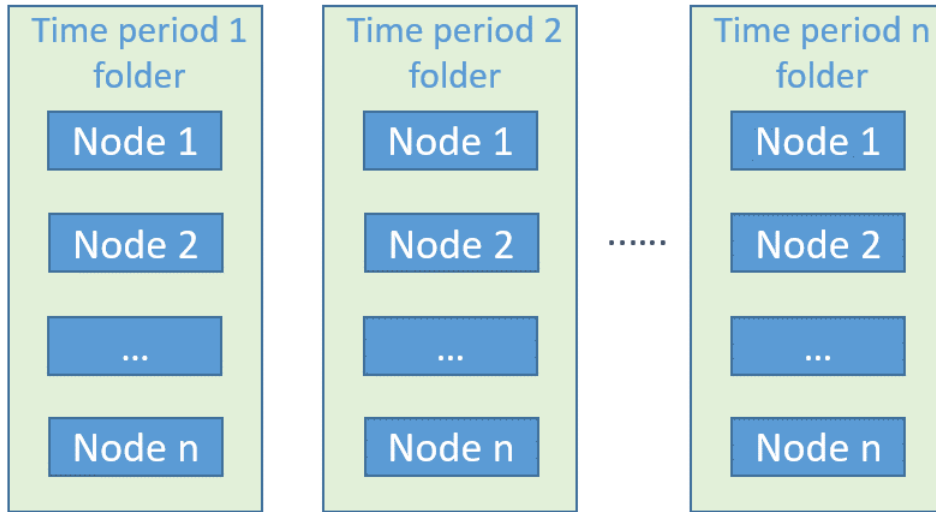 Time period 1
folder
Node 1
Node 2
...
Node n
Time period 2
folder
Node 1
Node 2
...
Node n
......
Time period n
folder
Node 1
Node 2
...
Node n